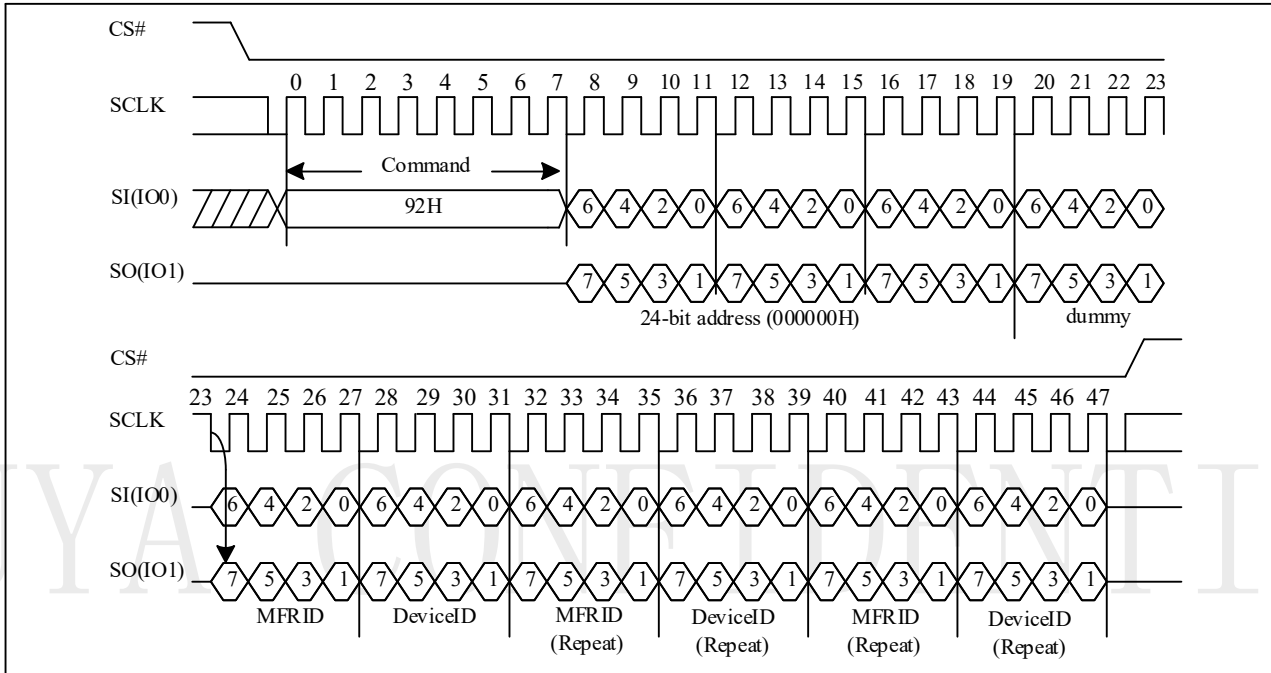 CS#
0 1 2 3 4 5 6 7 8 9 10 11 12 13 14 15 16 17 18 19 20 21 22 23
SCLK
Command
SI(IO0)
92H
6 4 2 0 6 4 2 0 6 4 2 0 6 4 2 0
SO(IO1)
7 5 3 1 7 5 3 1 7 5 3 1 7 5 3 1
24-bit address (000000H)
dummy
CS#
23 24 25 26 27 28 29 30 31 32 33 34 35 36 37 38 39 40 41 42 43 44 45 46 47
SCLK
SI(IO0)
6 4 2 0 6 4 2 0 6 4 2 0 6 4 2 0 6 4 2 0 6 4 2 0
UYA CONFIDENTI
SO(IO1)
7 5 3 1 7 5 3 1 7 5 3 1 7 5 3 1 7 5 3 1 7 5 3 1
MFRID DeviceID MFRID DeviceID MFRID DeviceID
(Repeat) (Repeat) (Repeat) (Repeat)